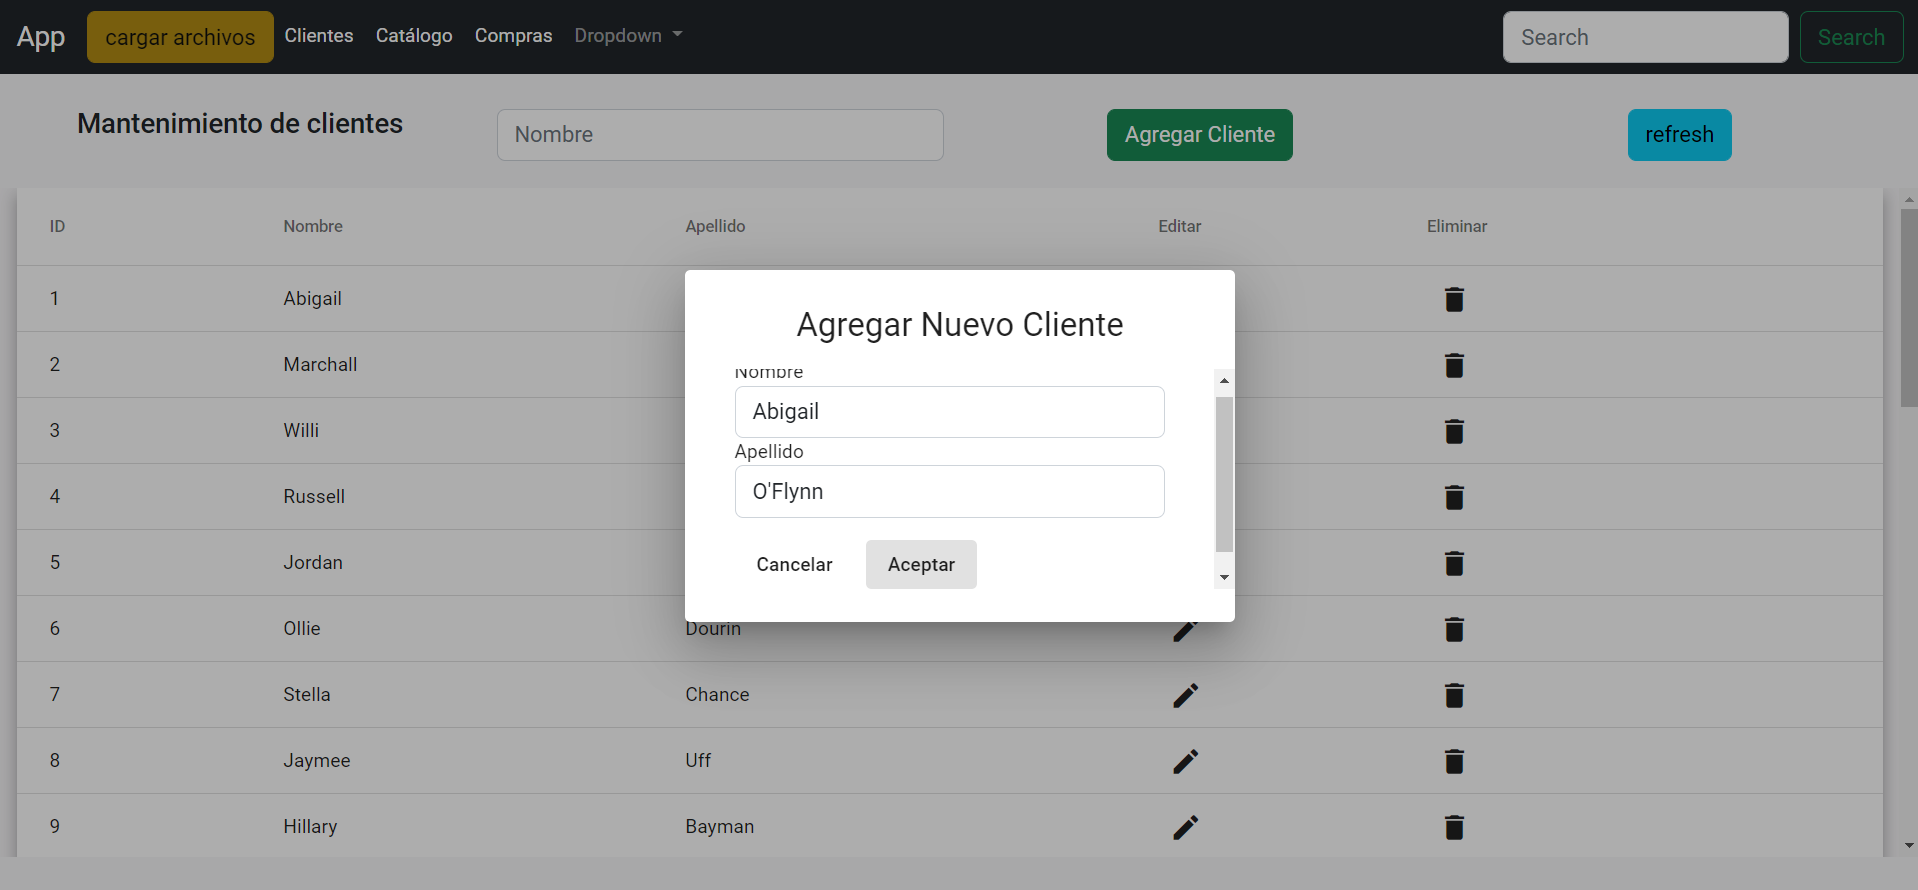 App cargar archivos Clientes Catálogo Compras Dropdown Search Search
Mantenimiento de clientes Nombre Agregar Cliente refresh
ID Nombre Apellido Editar Eliminar
1 Abigail
2 Marchall
3 Willi
4 Russell
5 Jordan
6 Ollie Dourin
7 Stella Chance
8 Jaymee Uff
9 Hillary Bayman
Agregar Nuevo Cliente
Nombre
Abigail
Apellido
O'Flynn
Cancelar Aceptar